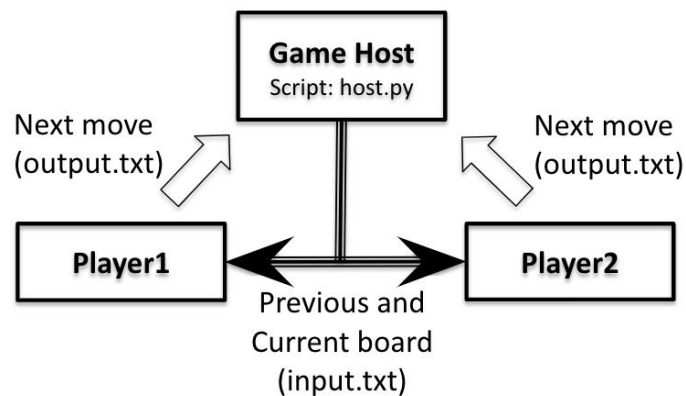 Game Host
Script: host.py
Next move
(output.txt)
Next move
(output.txt)
Player1
Player2
Previous and
Current board
(input.txt)